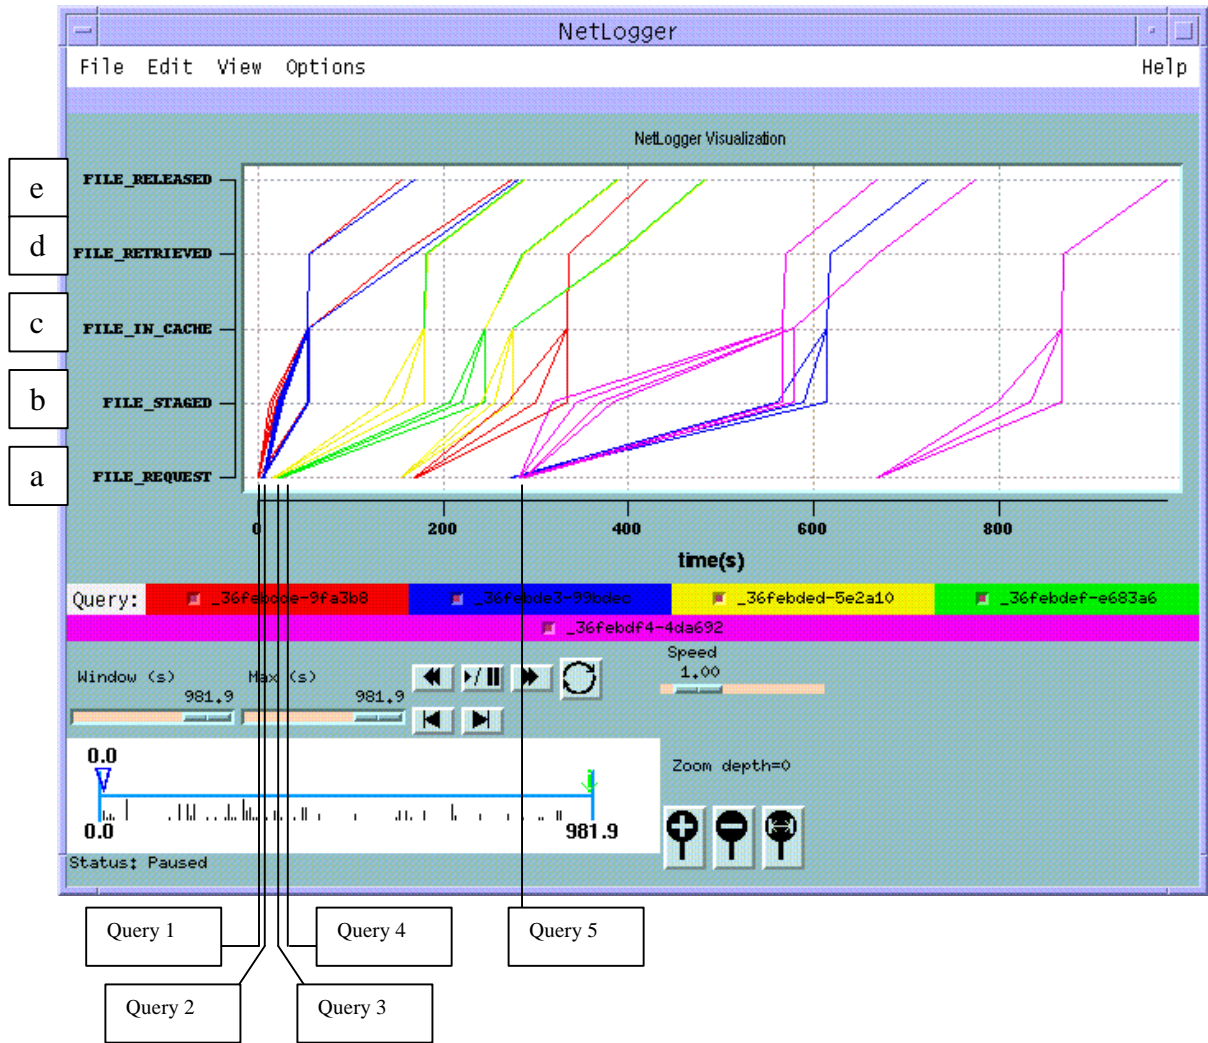 NetLogger
File Edit View Options Help
NetLogger Visualization
e FILE_RELEASED
d FILE_RETRIEVED
c FILE_IN_CACHE
b FILE_STAGED
a FILE_REQUEST
0 200 400 600 800
time(s)
Query: _36febdde-9fa3b8 _36febde3-99bdec _36febded-5e2a10 _36febdef-e683a6
_36febdf4-4da692
Window (s) Max (s) Speed
981.9 981.9 1.00
0.0
Zoom depth=0
0.0 981.9
Status: Paused
Query 1 Query 4 Query 5
Query 2 Query 3